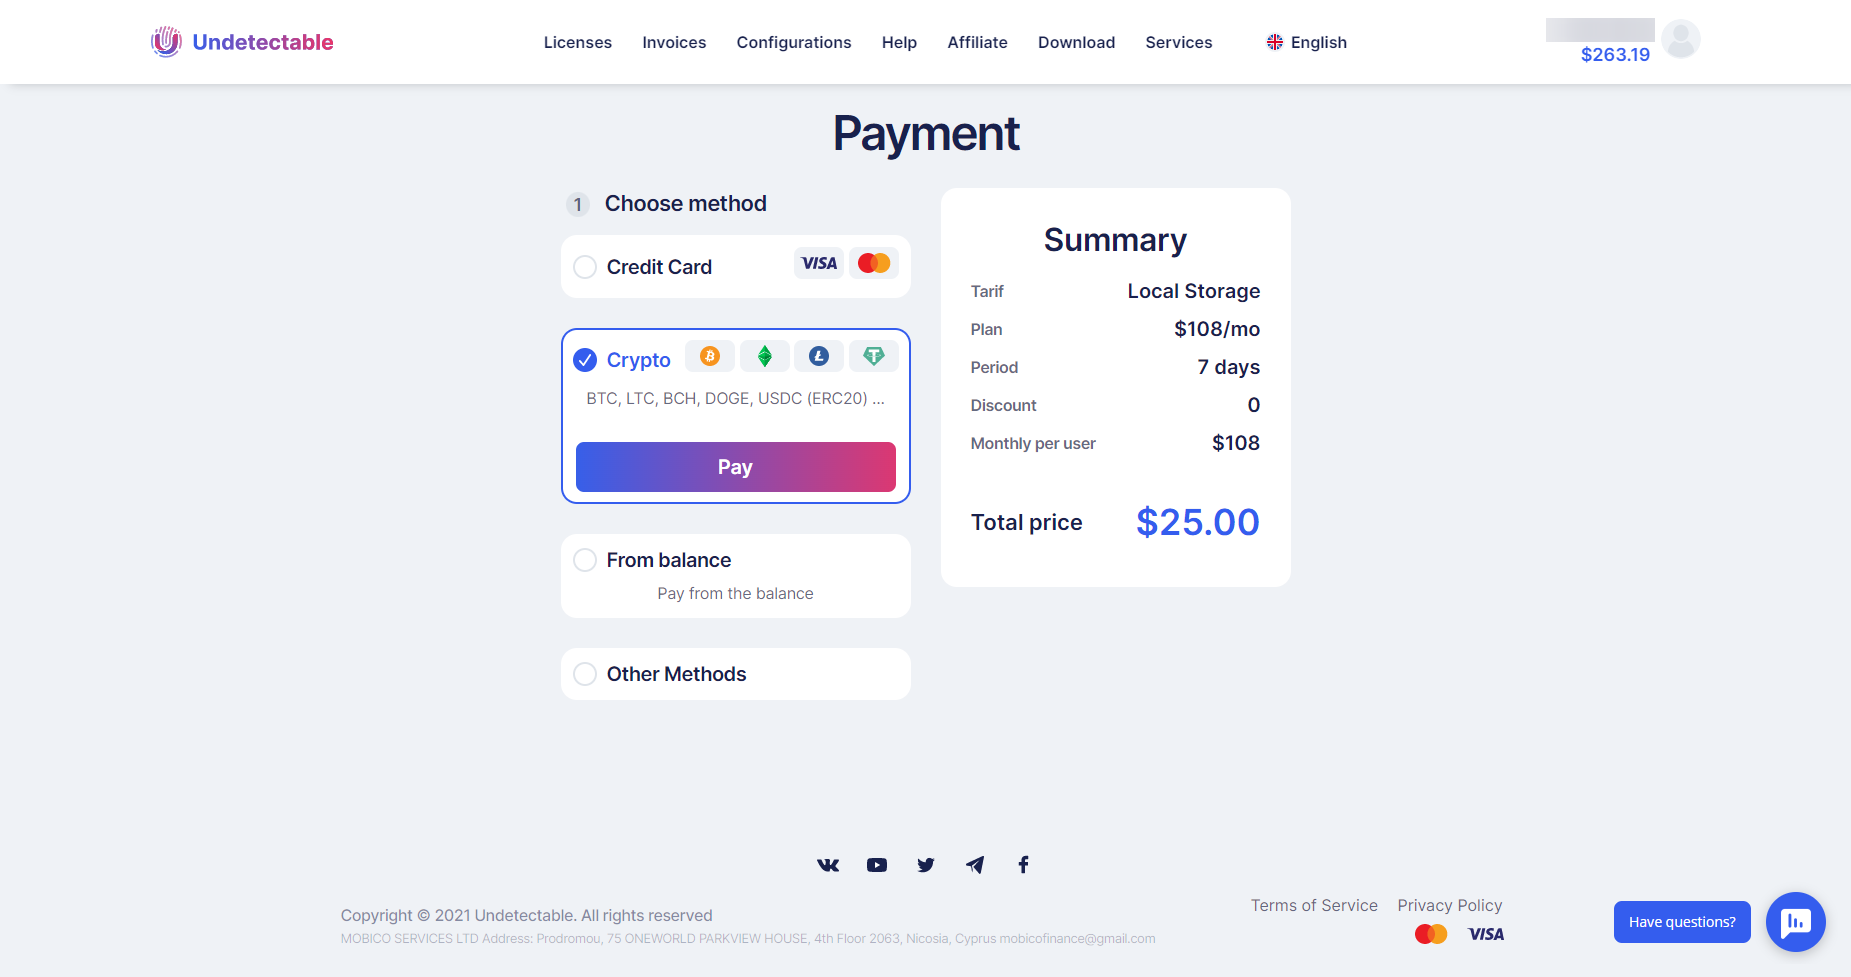 Undetectable
Licenses Invoices Configurations Help Affiliate Download Services English
$263.19
Payment
1 Choose method
Credit Card VISA
Crypto
BTC, LTC, BCH, DOGE, USDC (ERC20) ...
Pay
From balance
Pay from the balance
Other Methods
Summary
Tarif Local Storage
Plan $108/mo
Period 7 days
Discount 0
Monthly per user $108
Total price $25.00
Copyright © 2021 Undetectable. All rights reserved
MOBICO SERVICES LTD Address: Prodromou, 75 ONEWORLD PARKVIEW HOUSE, 4th Floor 2063, Nicosia, Cyprus mobicofinance@gmail.com
Terms of Service Privacy Policy
VISA
Have questions?